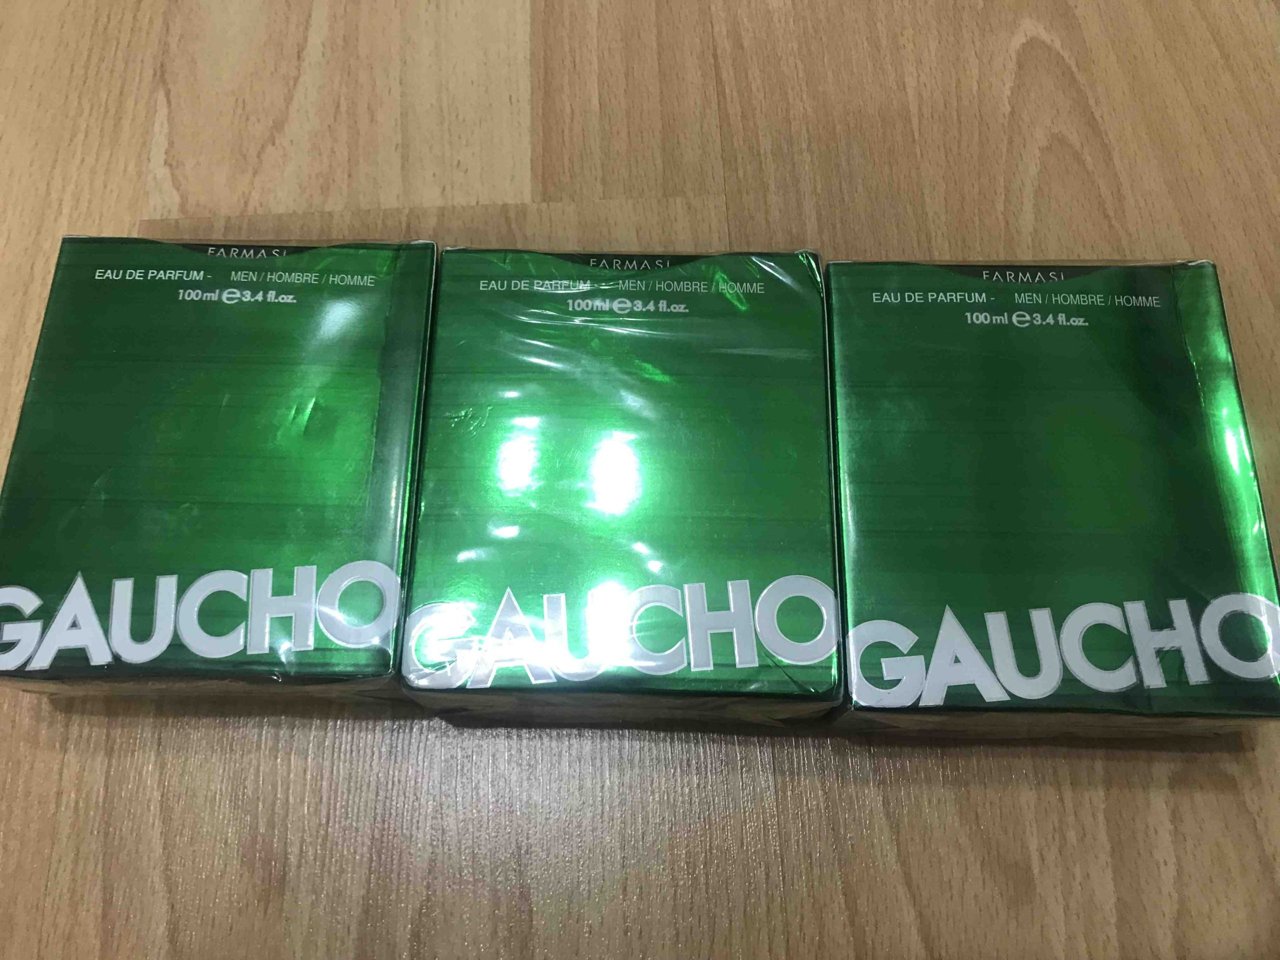 FARMASI
EAU DE PARFUM - MEN / HOMBRE / HOMME
100 ml e 3.4 fl.oz.
GAUCHO
FARMASI
EAU DE PARFUM - MEN / HOMBRE / HOMME
100 ml e 3.4 fl.oz.
GAUCHO
FARMASI
EAU DE PARFUM - MEN / HOMBRE / HOMME
100 ml e 3.4 fl.oz.
GAUCHO